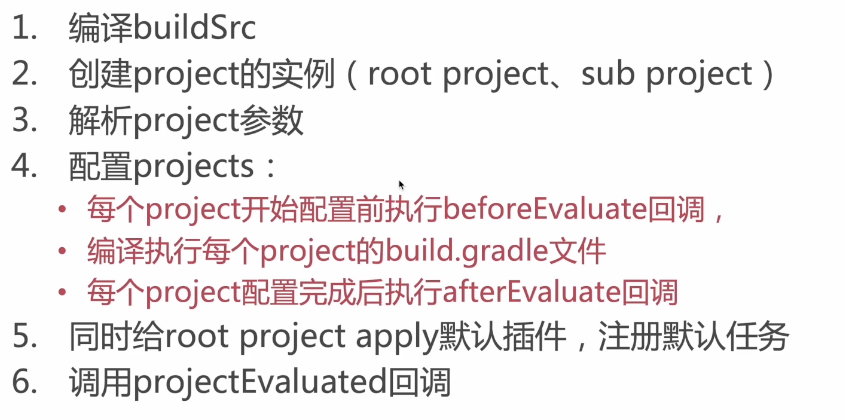 1. 编译buildSrc
2. 创建project的实例（root project、sub project）
3. 解析project参数
4. 配置projects：
• 每个project开始配置前执行beforeEvaluate回调，
• 编译执行每个project的build.gradle文件
• 每个project配置完成后执行afterEvaluate回调
5. 同时给root project apply默认插件，注册默认任务
6. 调用projectEvaluated回调